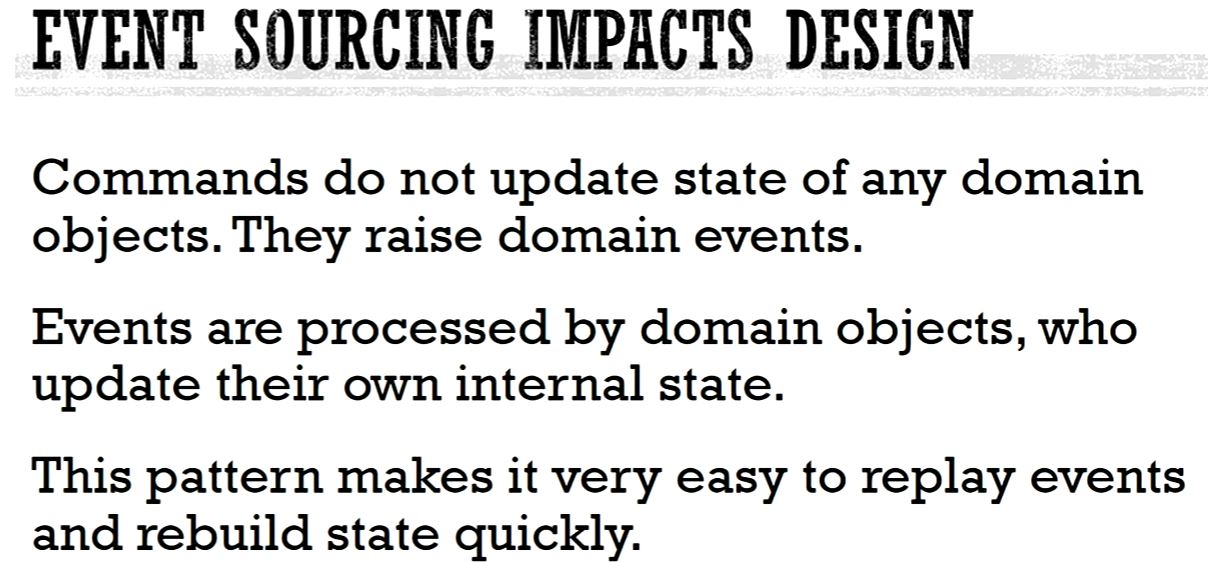 EVENT SOURCING IMPACTS DESIGN
Commands do not update state of any domain
objects. They raise domain events.
Events are processed by domain objects, who
update their own internal state.
This pattern makes it very easy to replay events
and rebuild state quickly.